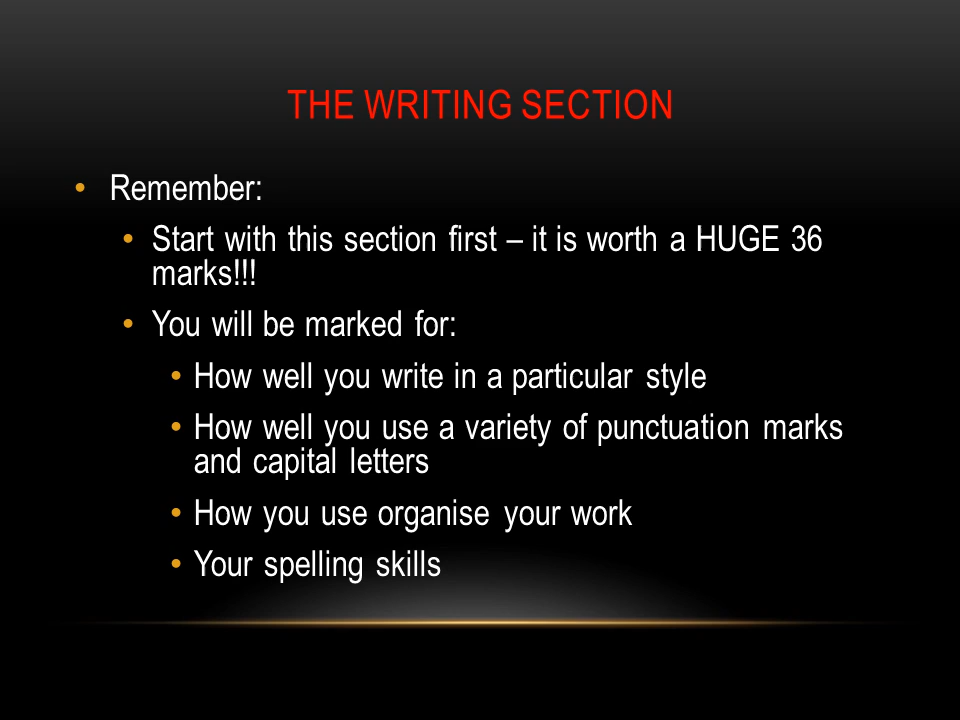 THE WRITING SECTION
• Remember:
• Start with this section first – it is worth a HUGE 36
marks!!!
• You will be marked for:
• How well you write in a particular style
• How well you use a variety of punctuation marks
and capital letters
• How you use organise your work
• Your spelling skills